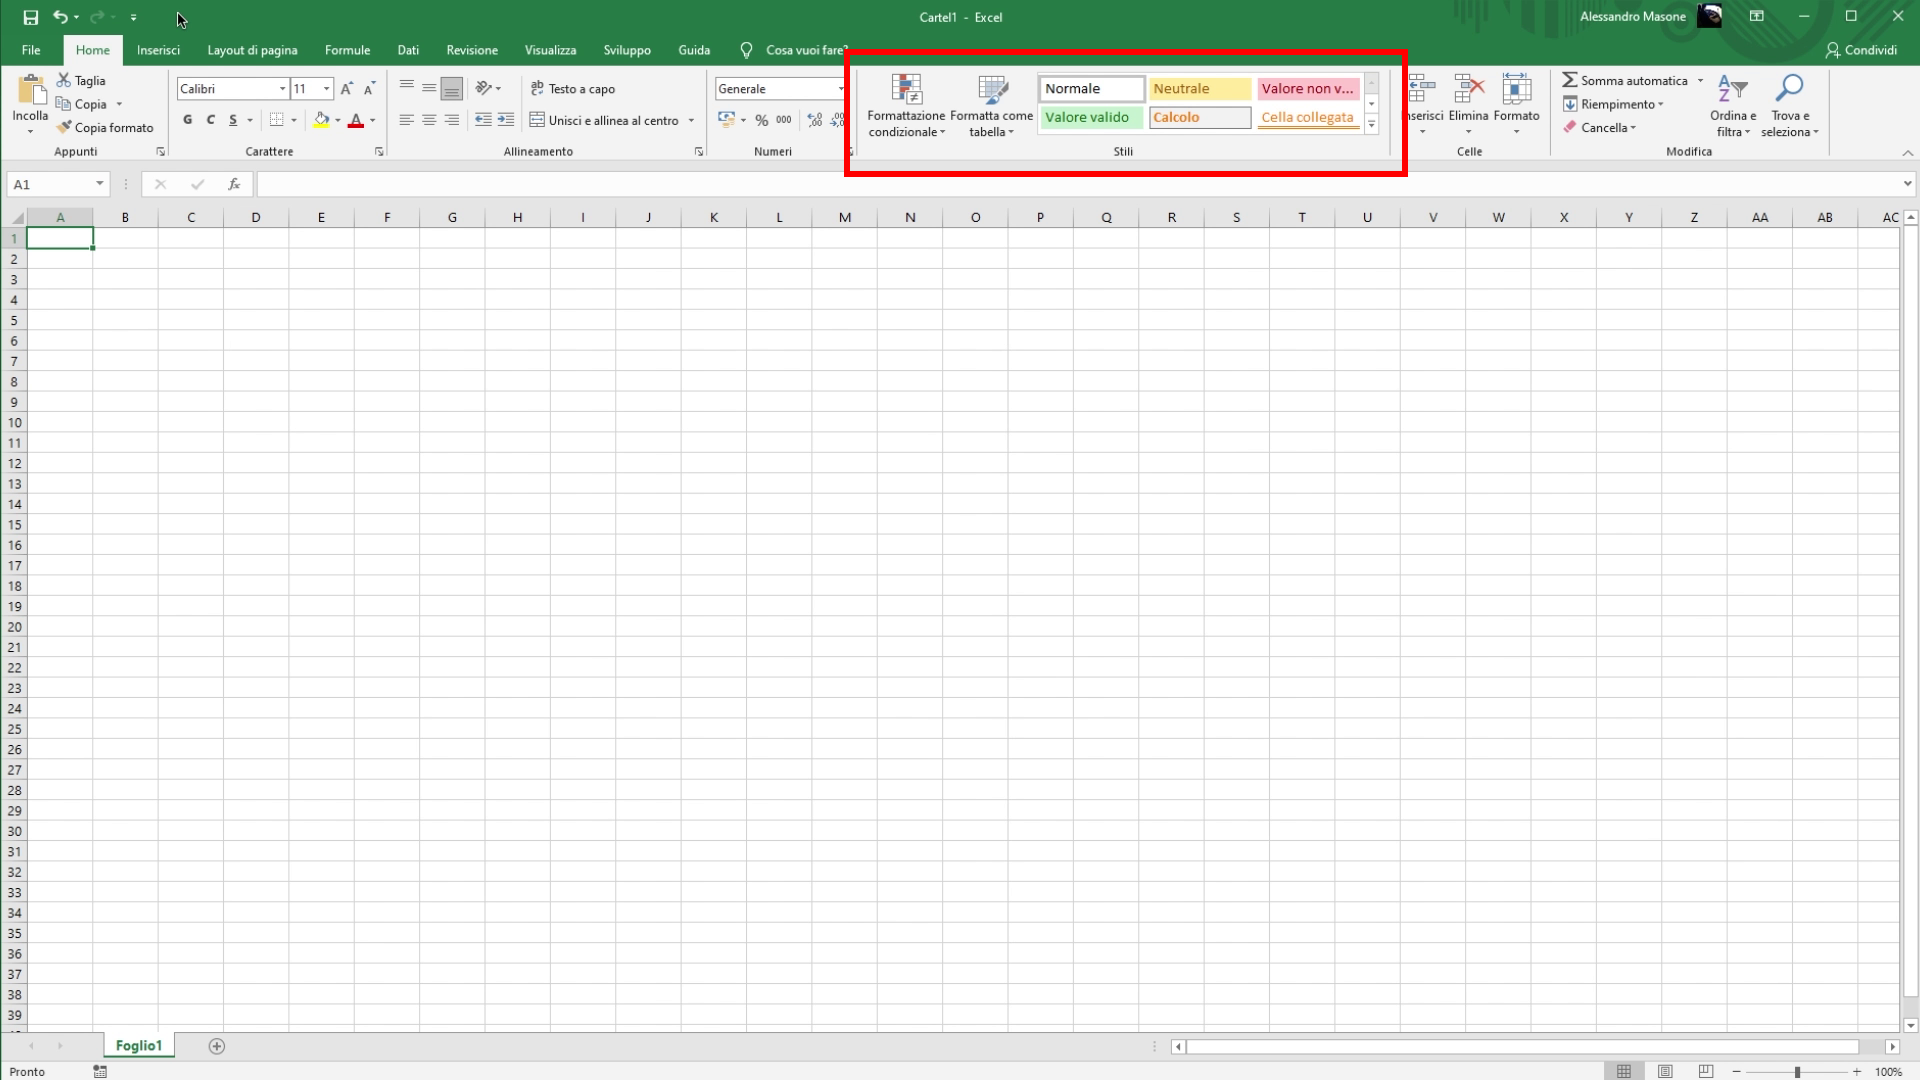 Cartel1 - Excel
Alessandro Masone
File Home Inserisci Layout di pagina Formule Dati Revisione Visualizza Sviluppo Guida Cosa vuoi fare?
Condividi
Incolla
Taglia
Copia
Copia formato
Appunti
Calibri 11
G C S A
Carattere
ab Testo a capo
Unisci e allinea al centro
Allineamento
Generale
% 000
Numeri
Formattazione
condizionale
Formatta come
tabella
Normale Neutrale Valore non v...
Valore valido Calcolo Cella collegata
Stili
Elimina Formato
Celle
Somma automatica
Riempimento
Cancella
Ordina e
filtra
Trova e
seleziona
Modifica
A1 fx
A B C D E F G H I J K L M N O P Q R S T U V W X Y Z AA AB AC
1
2
3
4
5
6
7
8
9
10
11
12
13
14
15
16
17
18
19
20
21
22
23
24
25
26
27
28
29
30
31
32
33
34
35
36
37
38
39
Foglio1
Pronto
100%